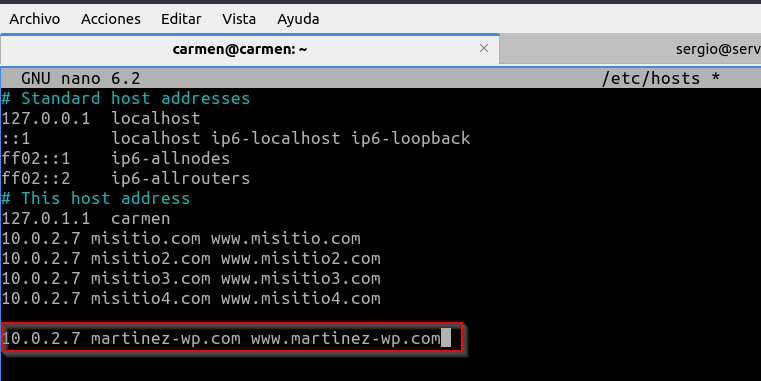 Archivo Acciones Editar Vista Ayuda
carmen@carmen: ~ × sergio@serv
GNU nano 6.2 /etc/hosts *
# Standard host addresses
127.0.0.1 localhost
::1 localhost ip6-localhost ip6-loopback
ff02::1 ip6-allnodes
ff02::2 ip6-allrouters
# This host address
127.0.1.1 carmen
10.0.2.7 misitio.com www.misitio.com
10.0.2.7 misitio2.com www.misitio2.com
10.0.2.7 misitio3.com www.misitio3.com
10.0.2.7 misitio4.com www.misitio4.com
10.0.2.7 martinez-wp.com www.martinez-wp.com